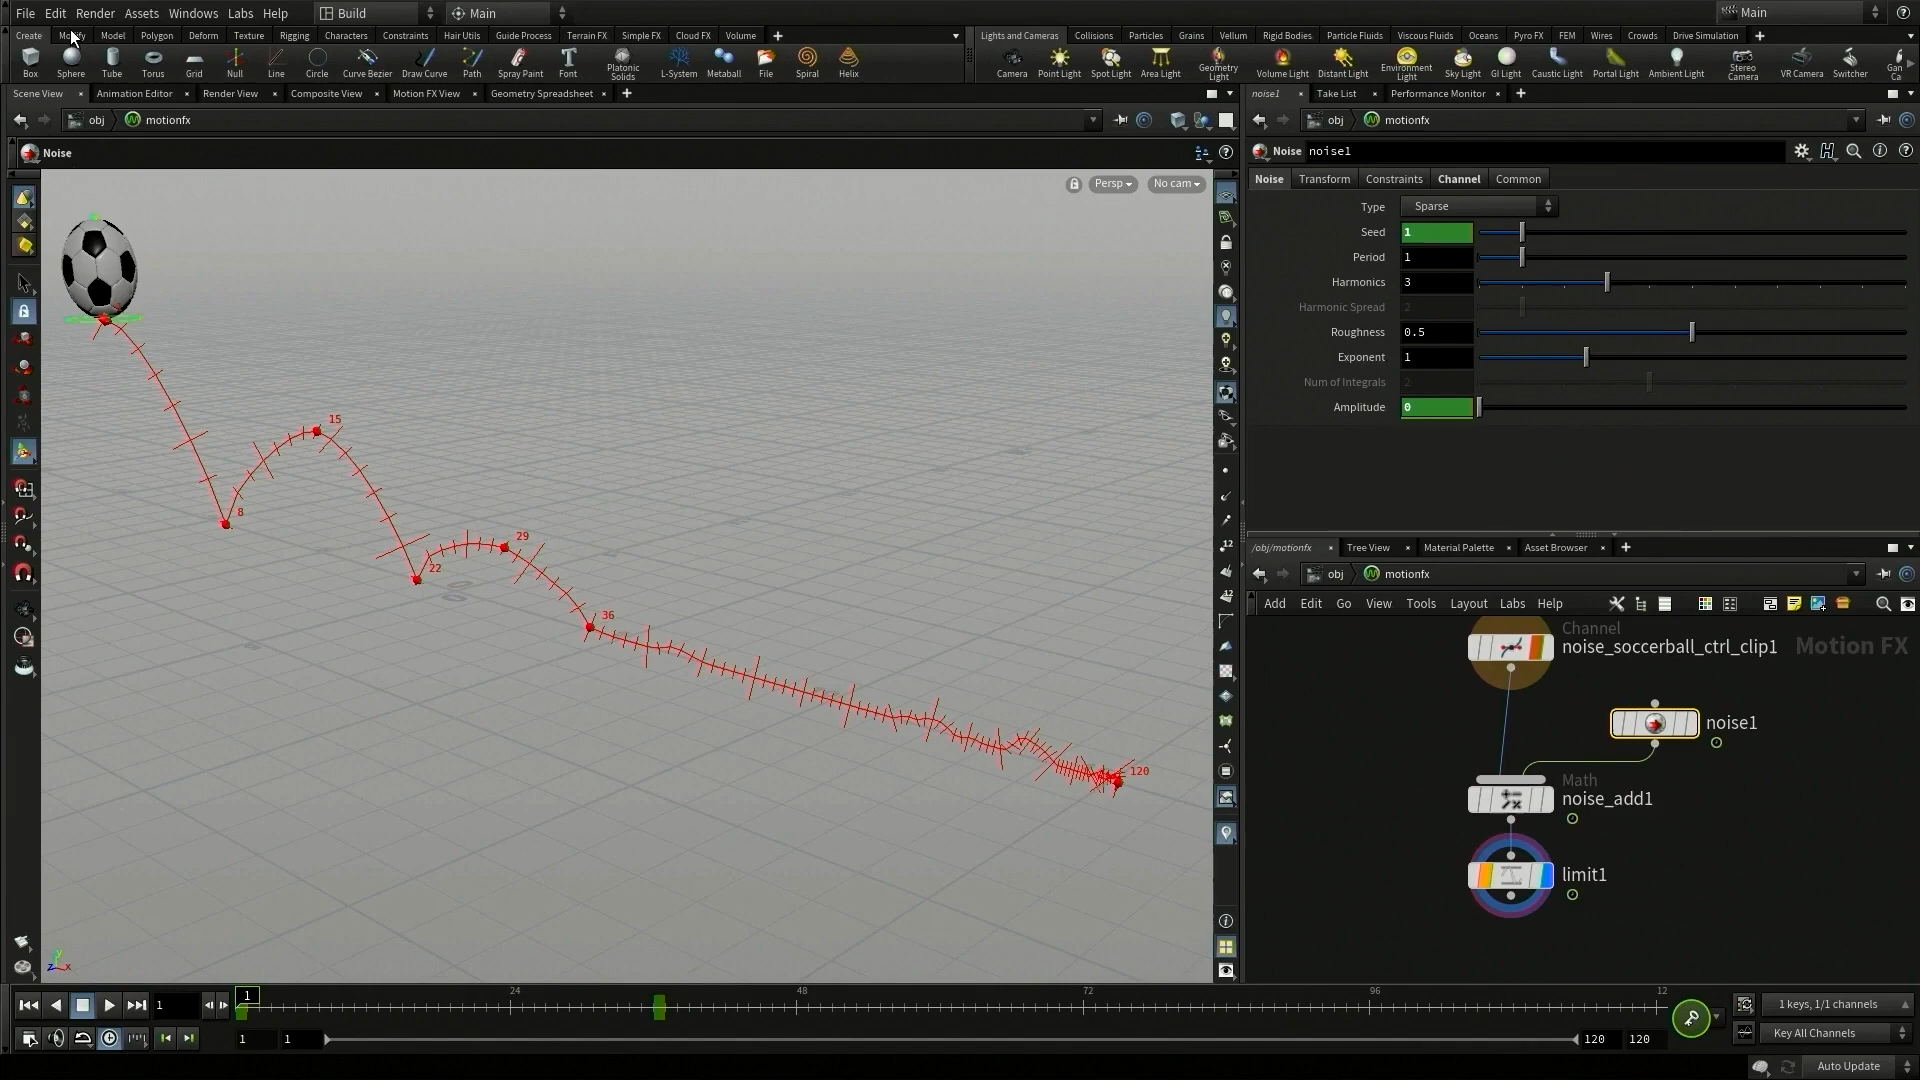 File Edit Render Assets Windows Labs Help Build Main Main
Create Model Polygon Deform Texture Rigging Characters Constraints Hair Utils Guide Process Terrain FX Simple FX Cloud FX Volume
Lights and Cameras Collisions Particles Grains Vellum Rigid Bodies Particle Fluids Viscous Fluids Oceans Pyro FX FEM Wires Crowds Drive Simulation
Box Sphere Tube Torus Grid Null Line Circle Curve Bezier Draw Curve Path Spray Paint Font Platonic Solids L-System Metaball File Spiral Helix
Camera Point Light Spot Light Area Light Geometry Light Volume Light Distant Light Environment Light Sky Light GI Light Caustic Light Portal Light Ambient Light Stereo Camera VR Camera Switcher
Scene View Animation Editor Render View Composite View Motion FX View Geometry Spreadsheet
noise1 Take List Performance Monitor
obj motionfx
obj motionfx
Noise
Noise noise1
Persp No cam
Noise Transform Constraints Channel Common
Type Sparse
Seed 1
Period 1
Harmonics 3
Harmonic Spread 2
Roughness 0.5
Exponent 1
Num of Integrals 2
Amplitude 0
15
8
29
22
36
120
/obj/motionfx Tree View Material Palette Asset Browser
obj motionfx
Add Edit Go View Tools Layout Labs Help
Channel
noise_soccerball_ctrl_clip1
Motion FX
noise1
Math
noise_add1
limit1
12
12
z y x
1 1 24 48 72 96 12
1 keys, 1/1 channels
1 1 120 120
Key All Channels
Auto Update